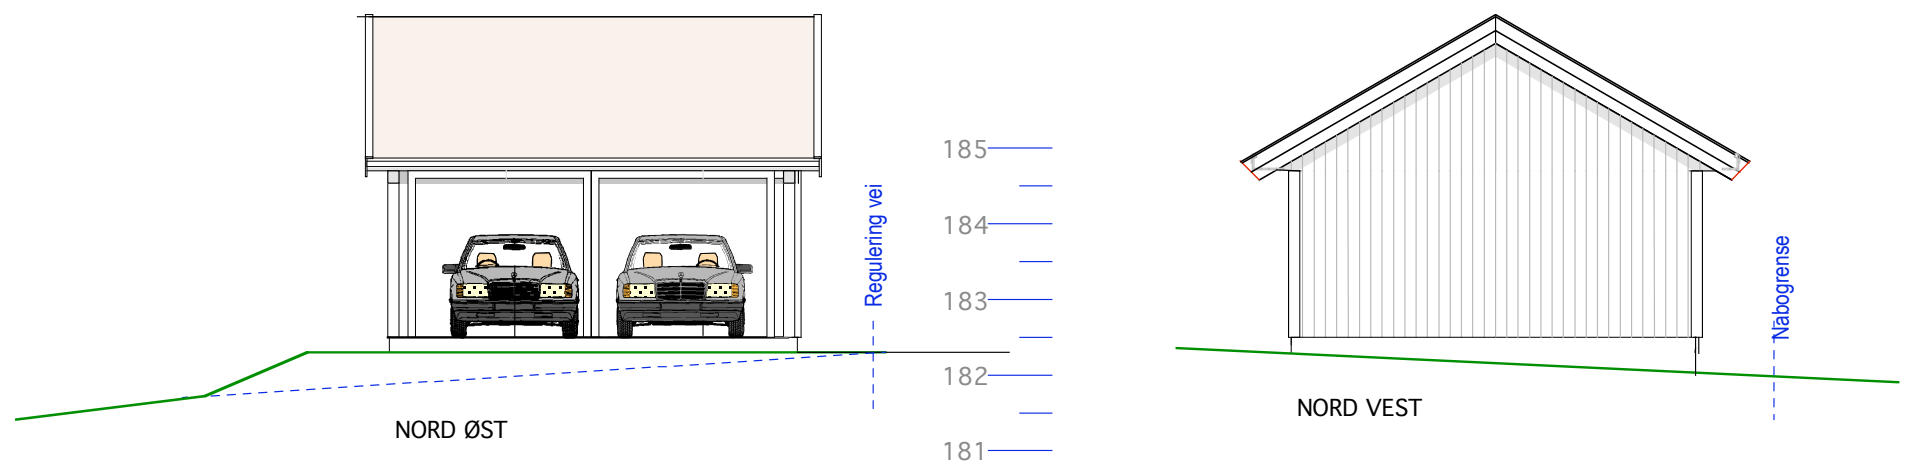 185
184
183
182
181
Regulering vei
NORD ØST
Nabogrense
NORD VEST